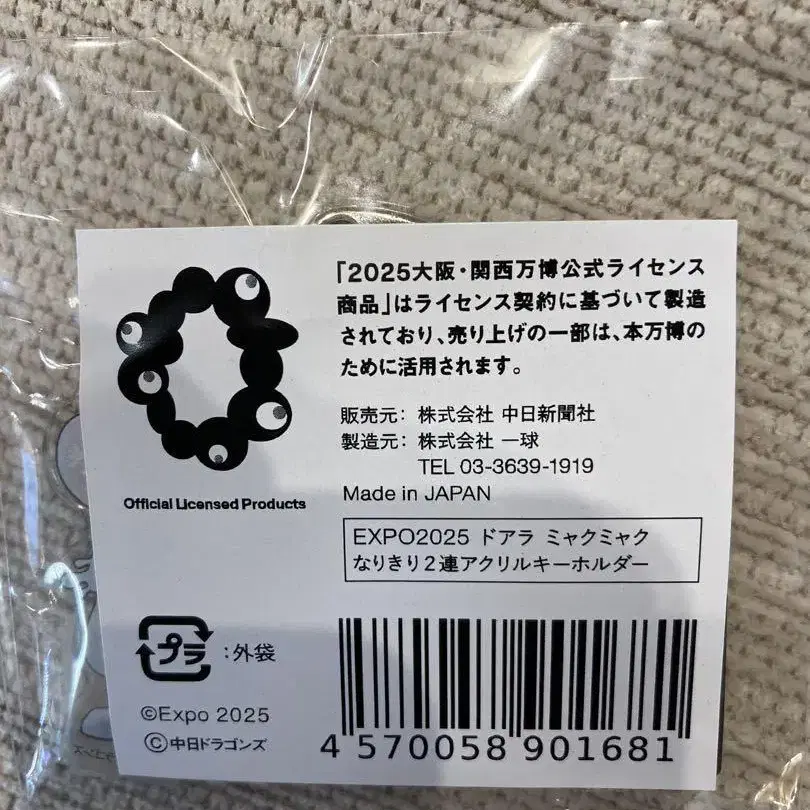 「2025大阪・関西万博公式ライセンス
商品」はライセンス契約に基づいて製造
されており、売り上げの一部は、本万博の
ために活用されます。
販売元: 株式会社 中日新聞社
製造元: 株式会社 一球
TEL 03-3639-1919
Made in JAPAN
Official Licensed Products
EXPO2025 ドアラ ミャクミャク
なりきり2連アクリルキーホルダー
プラ :外袋
©Expo 2025
©中日ドラゴンズ
4 570058 901681